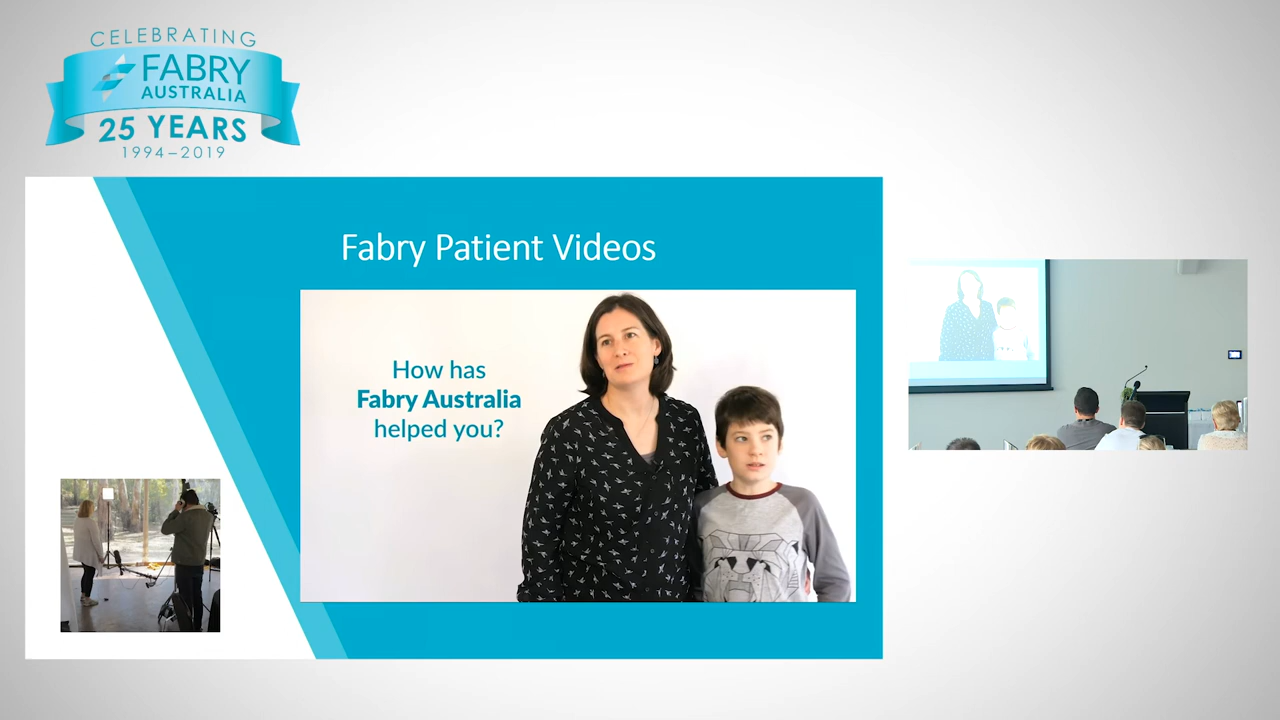 CELEBRATING
FABRY
AUSTRALIA
25 YEARS
1994–2019
Fabry Patient Videos
How has
Fabry Australia
helped you?